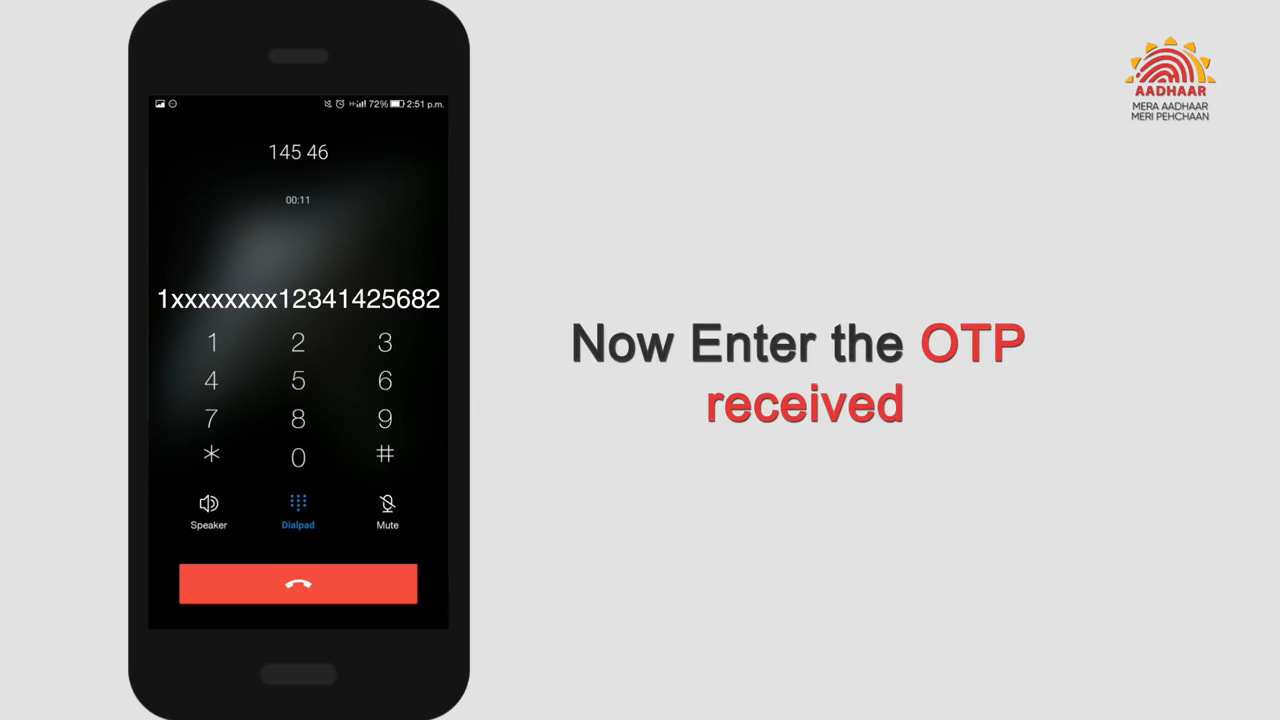 72% 2:51 p.m.
145 46
00:11
1xxxxxxxx12341425682
1 2 3
4 5 6
7 8 9
* 0 #
Speaker Dialpad Mute
Now Enter the OTP
received
AADHAAR
MERA AADHAAR
MERI PEHCHAAN